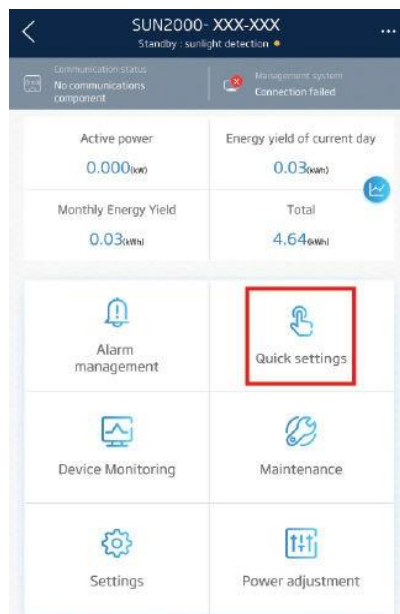 SUN2000- XXX-XXX
Standby : sunlight detection
Communication status
No communications
component
Management system
Connection failed
Active power
0.000(kW)
Energy yield of current day
0.03(kWh)
Monthly Energy Yield
0.03(kWh)
Total
4.64(kWh)
Alarm
management
Quick settings
Device Monitoring
Maintenance
Settings
Power adjustment